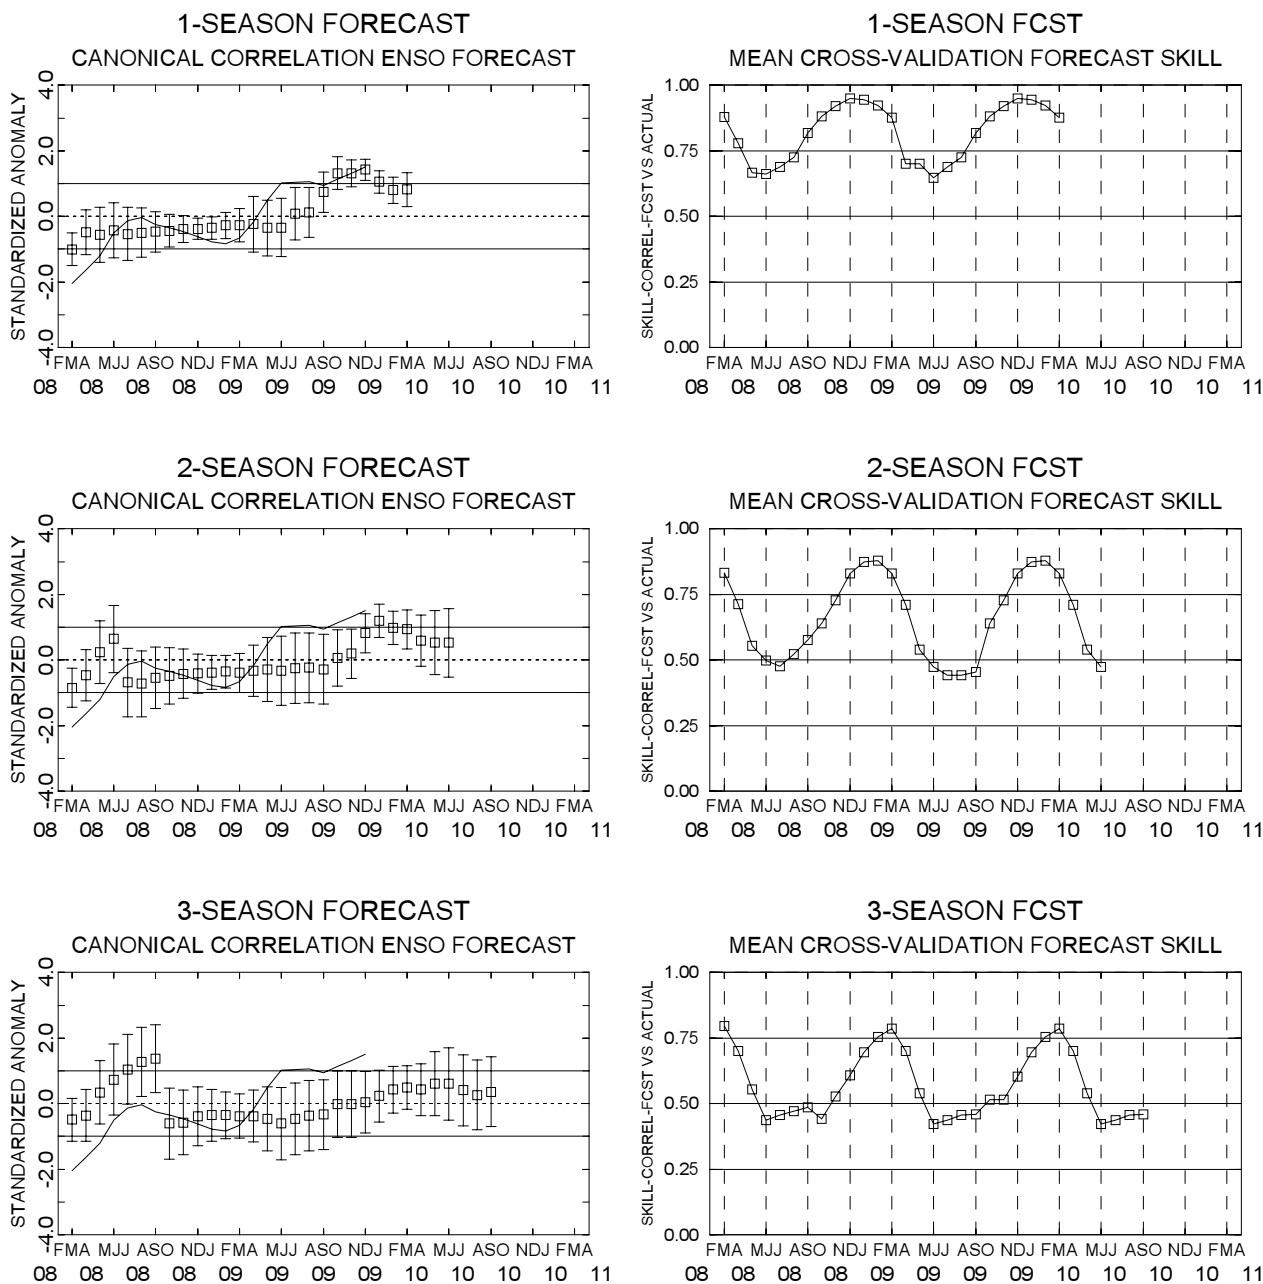 1-SEASON FORECAST
CANONICAL CORRELATION ENSO FORECAST
STANDARDIZED ANOMALY
4.0
2.0
0.0
-2.0
-4.0
FMA MJJ ASO NDJ FMA MJJ ASO NDJ FMA MJJ ASO NDJ FMA
08 08 08 08 09 09 09 09 10 10 10 10 11
1-SEASON FCST
MEAN CROSS-VALIDATION FORECAST SKILL
SKILL-CORREL-FCST VS ACTUAL
1.00
0.75
0.50
0.25
0.00
FMA MJJ ASO NDJ FMA MJJ ASO NDJ FMA MJJ ASO NDJ FMA
08 08 08 08 09 09 09 09 10 10 10 10 11
2-SEASON FORECAST
CANONICAL CORRELATION ENSO FORECAST
STANDARDIZED ANOMALY
4.0
2.0
0.0
-2.0
-4.0
FMA MJJ ASO NDJ FMA MJJ ASO NDJ FMA MJJ ASO NDJ FMA
08 08 08 08 09 09 09 09 10 10 10 10 11
2-SEASON FCST
MEAN CROSS-VALIDATION FORECAST SKILL
SKILL-CORREL-FCST VS ACTUAL
1.00
0.75
0.50
0.25
0.00
FMA MJJ ASO NDJ FMA MJJ ASO NDJ FMA MJJ ASO NDJ FMA
08 08 08 08 09 09 09 09 10 10 10 10 11
3-SEASON FORECAST
CANONICAL CORRELATION ENSO FORECAST
STANDARDIZED ANOMALY
4.0
2.0
0.0
-2.0
-4.0
FMA MJJ ASO NDJ FMA MJJ ASO NDJ FMA MJJ ASO NDJ FMA
08 08 08 08 09 09 09 09 10 10 10 10 11
3-SEASON FCST
MEAN CROSS-VALIDATION FORECAST SKILL
SKILL-CORREL-FCST VS ACTUAL
1.00
0.75
0.50
0.25
0.00
FMA MJJ ASO NDJ FMA MJJ ASO NDJ FMA MJJ ASO NDJ FMA
08 08 08 08 09 09 09 09 10 10 10 10 11